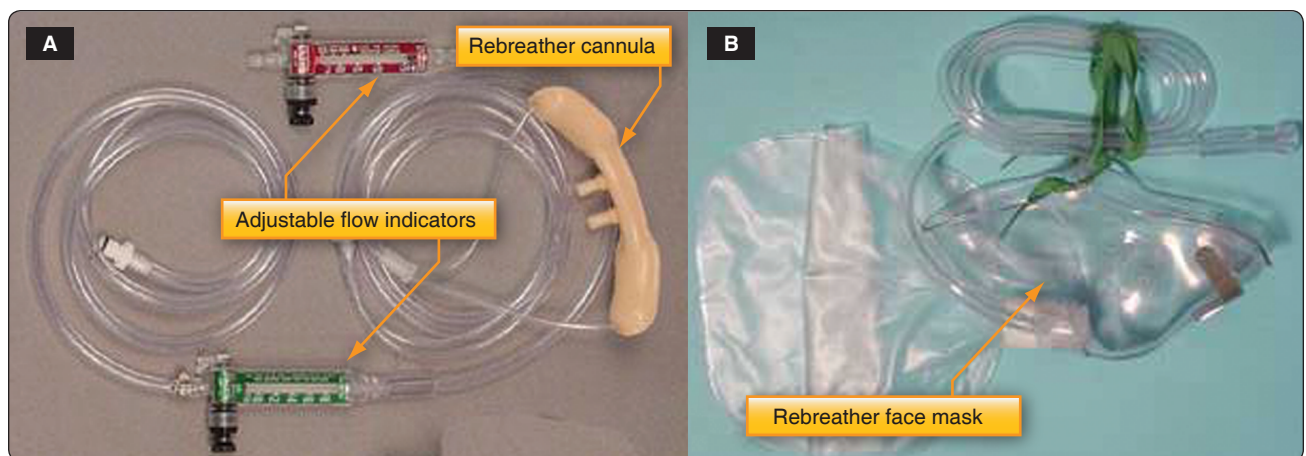 A
Rebreather cannula
Adjustable flow indicators
B
Rebreather face mask